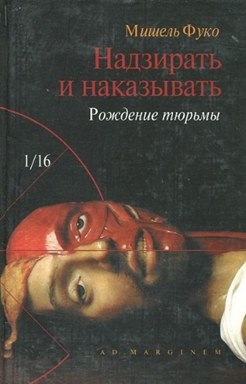 Мишель Фуко
Надзирать
и наказывать
Рождение тюрьмы
1/16
AD MARGINEM